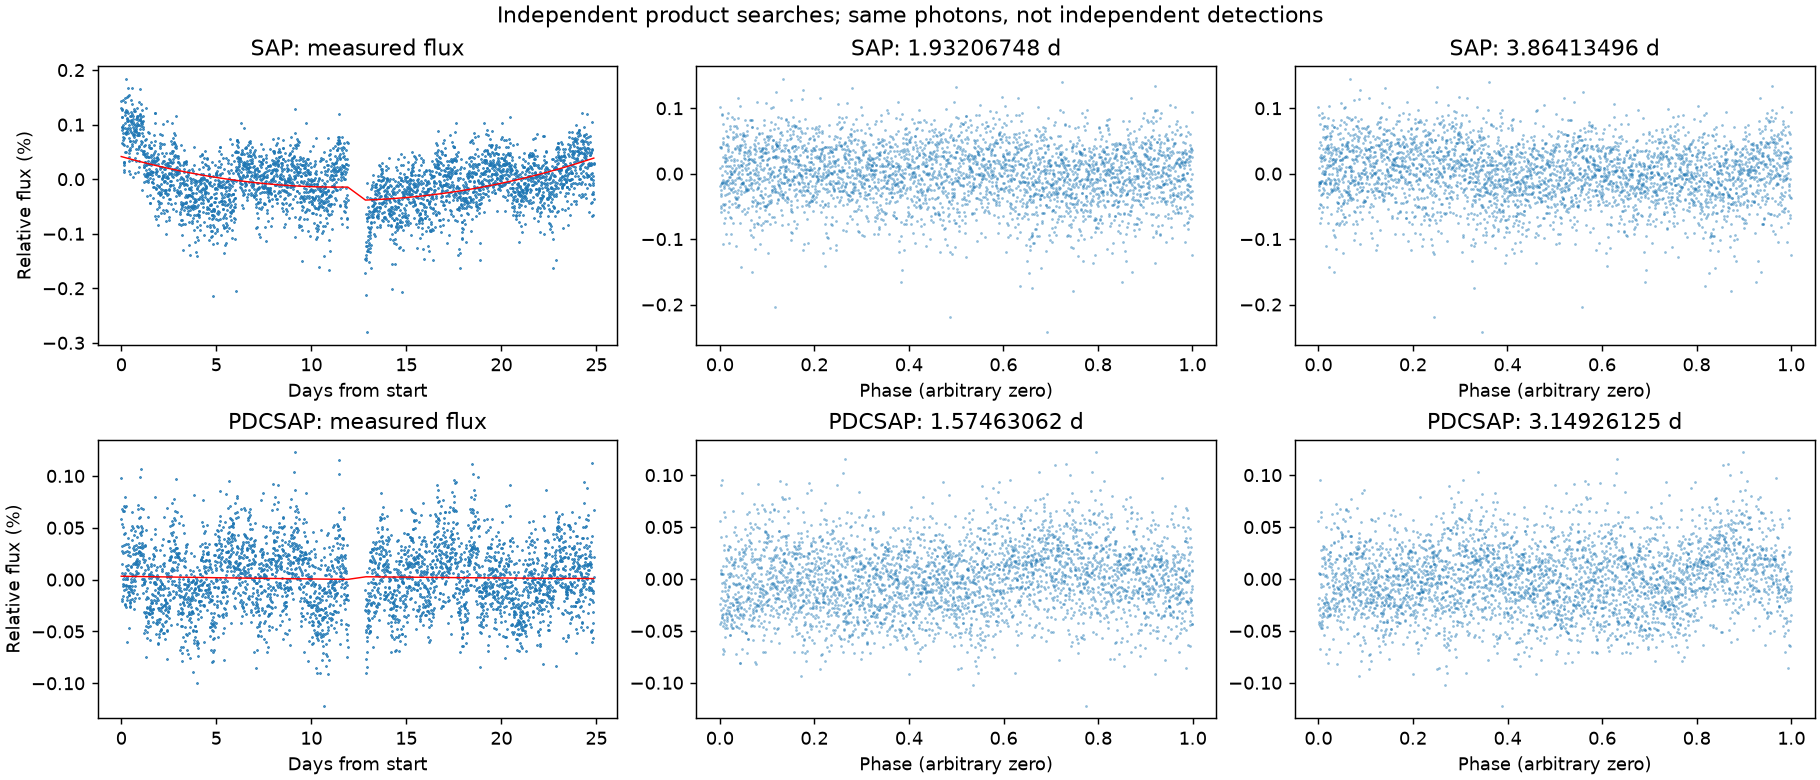 Independent product searches; same photons, not independent detections
SAP: measured flux
SAP: 1.93206748 d
SAP: 3.86413496 d
Relative flux (%)
0.2
0.1
0.0
−0.1
−0.2
−0.3
0 5 10 15 20 25
Days from start
0.1
0.0
−0.1
−0.2
0.0 0.2 0.4 0.6 0.8 1.0
Phase (arbitrary zero)
0.1
0.0
−0.1
−0.2
0.0 0.2 0.4 0.6 0.8 1.0
Phase (arbitrary zero)
PDCSAP: measured flux
PDCSAP: 1.57463062 d
PDCSAP: 3.14926125 d
Relative flux (%)
0.10
0.05
0.00
−0.05
−0.10
0 5 10 15 20 25
Days from start
0.10
0.05
0.00
−0.05
−0.10
0.0 0.2 0.4 0.6 0.8 1.0
Phase (arbitrary zero)
0.10
0.05
0.00
−0.05
−0.10
0.0 0.2 0.4 0.6 0.8 1.0
Phase (arbitrary zero)